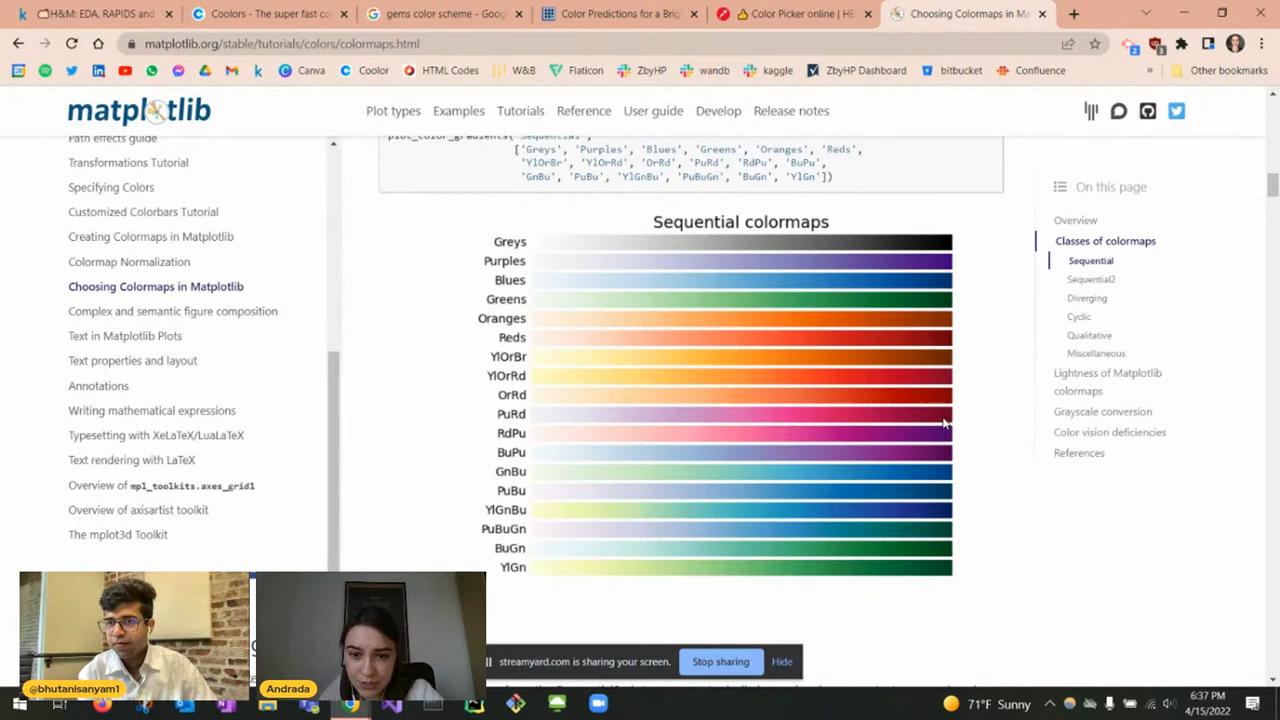 H&M: EDA, RAPIDS and
Coolors - The super fast co
gems color scheme - Goog
Color Predictions for a Brig
Color Picker online | HE
Choosing Colormaps in Ma
matplotlib.org/stable/tutorials/colors/colormaps.html
Canva
Coolor
HTML Codes
W&B
Flaticon
ZbyHP
wandb
kaggle
ZbyHP Dashboard
bitbucket
Confluence
»
Other bookmarks
matplotlib
Plot types
Examples
Tutorials
Reference
User guide
Develop
Release notes
Path effects guide
Transformations Tutorial
Specifying Colors
Customized Colorbars Tutorial
Creating Colormaps in Matplotlib
Colormap Normalization
Choosing Colormaps in Matplotlib
Complex and semantic figure composition
Text in Matplotlib Plots
Text properties and layout
Annotations
Writing mathematical expressions
Typesetting with XeLaTeX/LuaLaTeX
Text rendering with LaTeX
Overview of mpl_toolkits.axes_grid1
Overview of axisartist toolkit
The mplot3d Toolkit
plot_color_gradients('Sequential',
['Greys', 'Purples', 'Blues', 'Greens', 'Oranges', 'Reds',
'YlOrBr', 'YlOrRd', 'OrRd', 'PuRd', 'RdPu', 'BuPu',
'GnBu', 'PuBu', 'YlGnBu', 'PuBuGn', 'BuGn', 'YlGn'])
Sequential colormaps
Greys
Purples
Blues
Greens
Oranges
Reds
YlOrBr
YlOrRd
OrRd
PuRd
RdPu
BuPu
GnBu
PuBu
YlGnBu
PuBuGn
BuGn
YlGn
On this page
Overview
Classes of colormaps
Sequential
Sequential2
Diverging
Cyclic
Qualitative
Miscellaneous
Lightness of Matplotlib
colormaps
Grayscale conversion
Color vision deficiencies
References
streamyard.com is sharing your screen.
Stop sharing
Hide
@bhutanisanyam1
Andrada
71°F Sunny
6:37 PM
4/15/2022